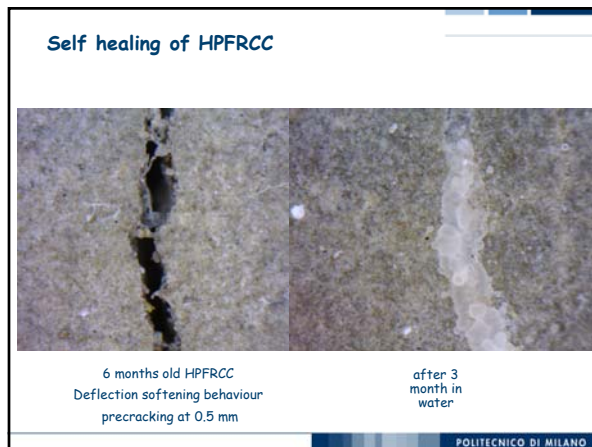 Self healing of HPFRCC
6 months old HPFRCC
Deflection softening behaviour
precracking at 0.5 mm
after 3
month in
water
POLITECNICO DI MILANO